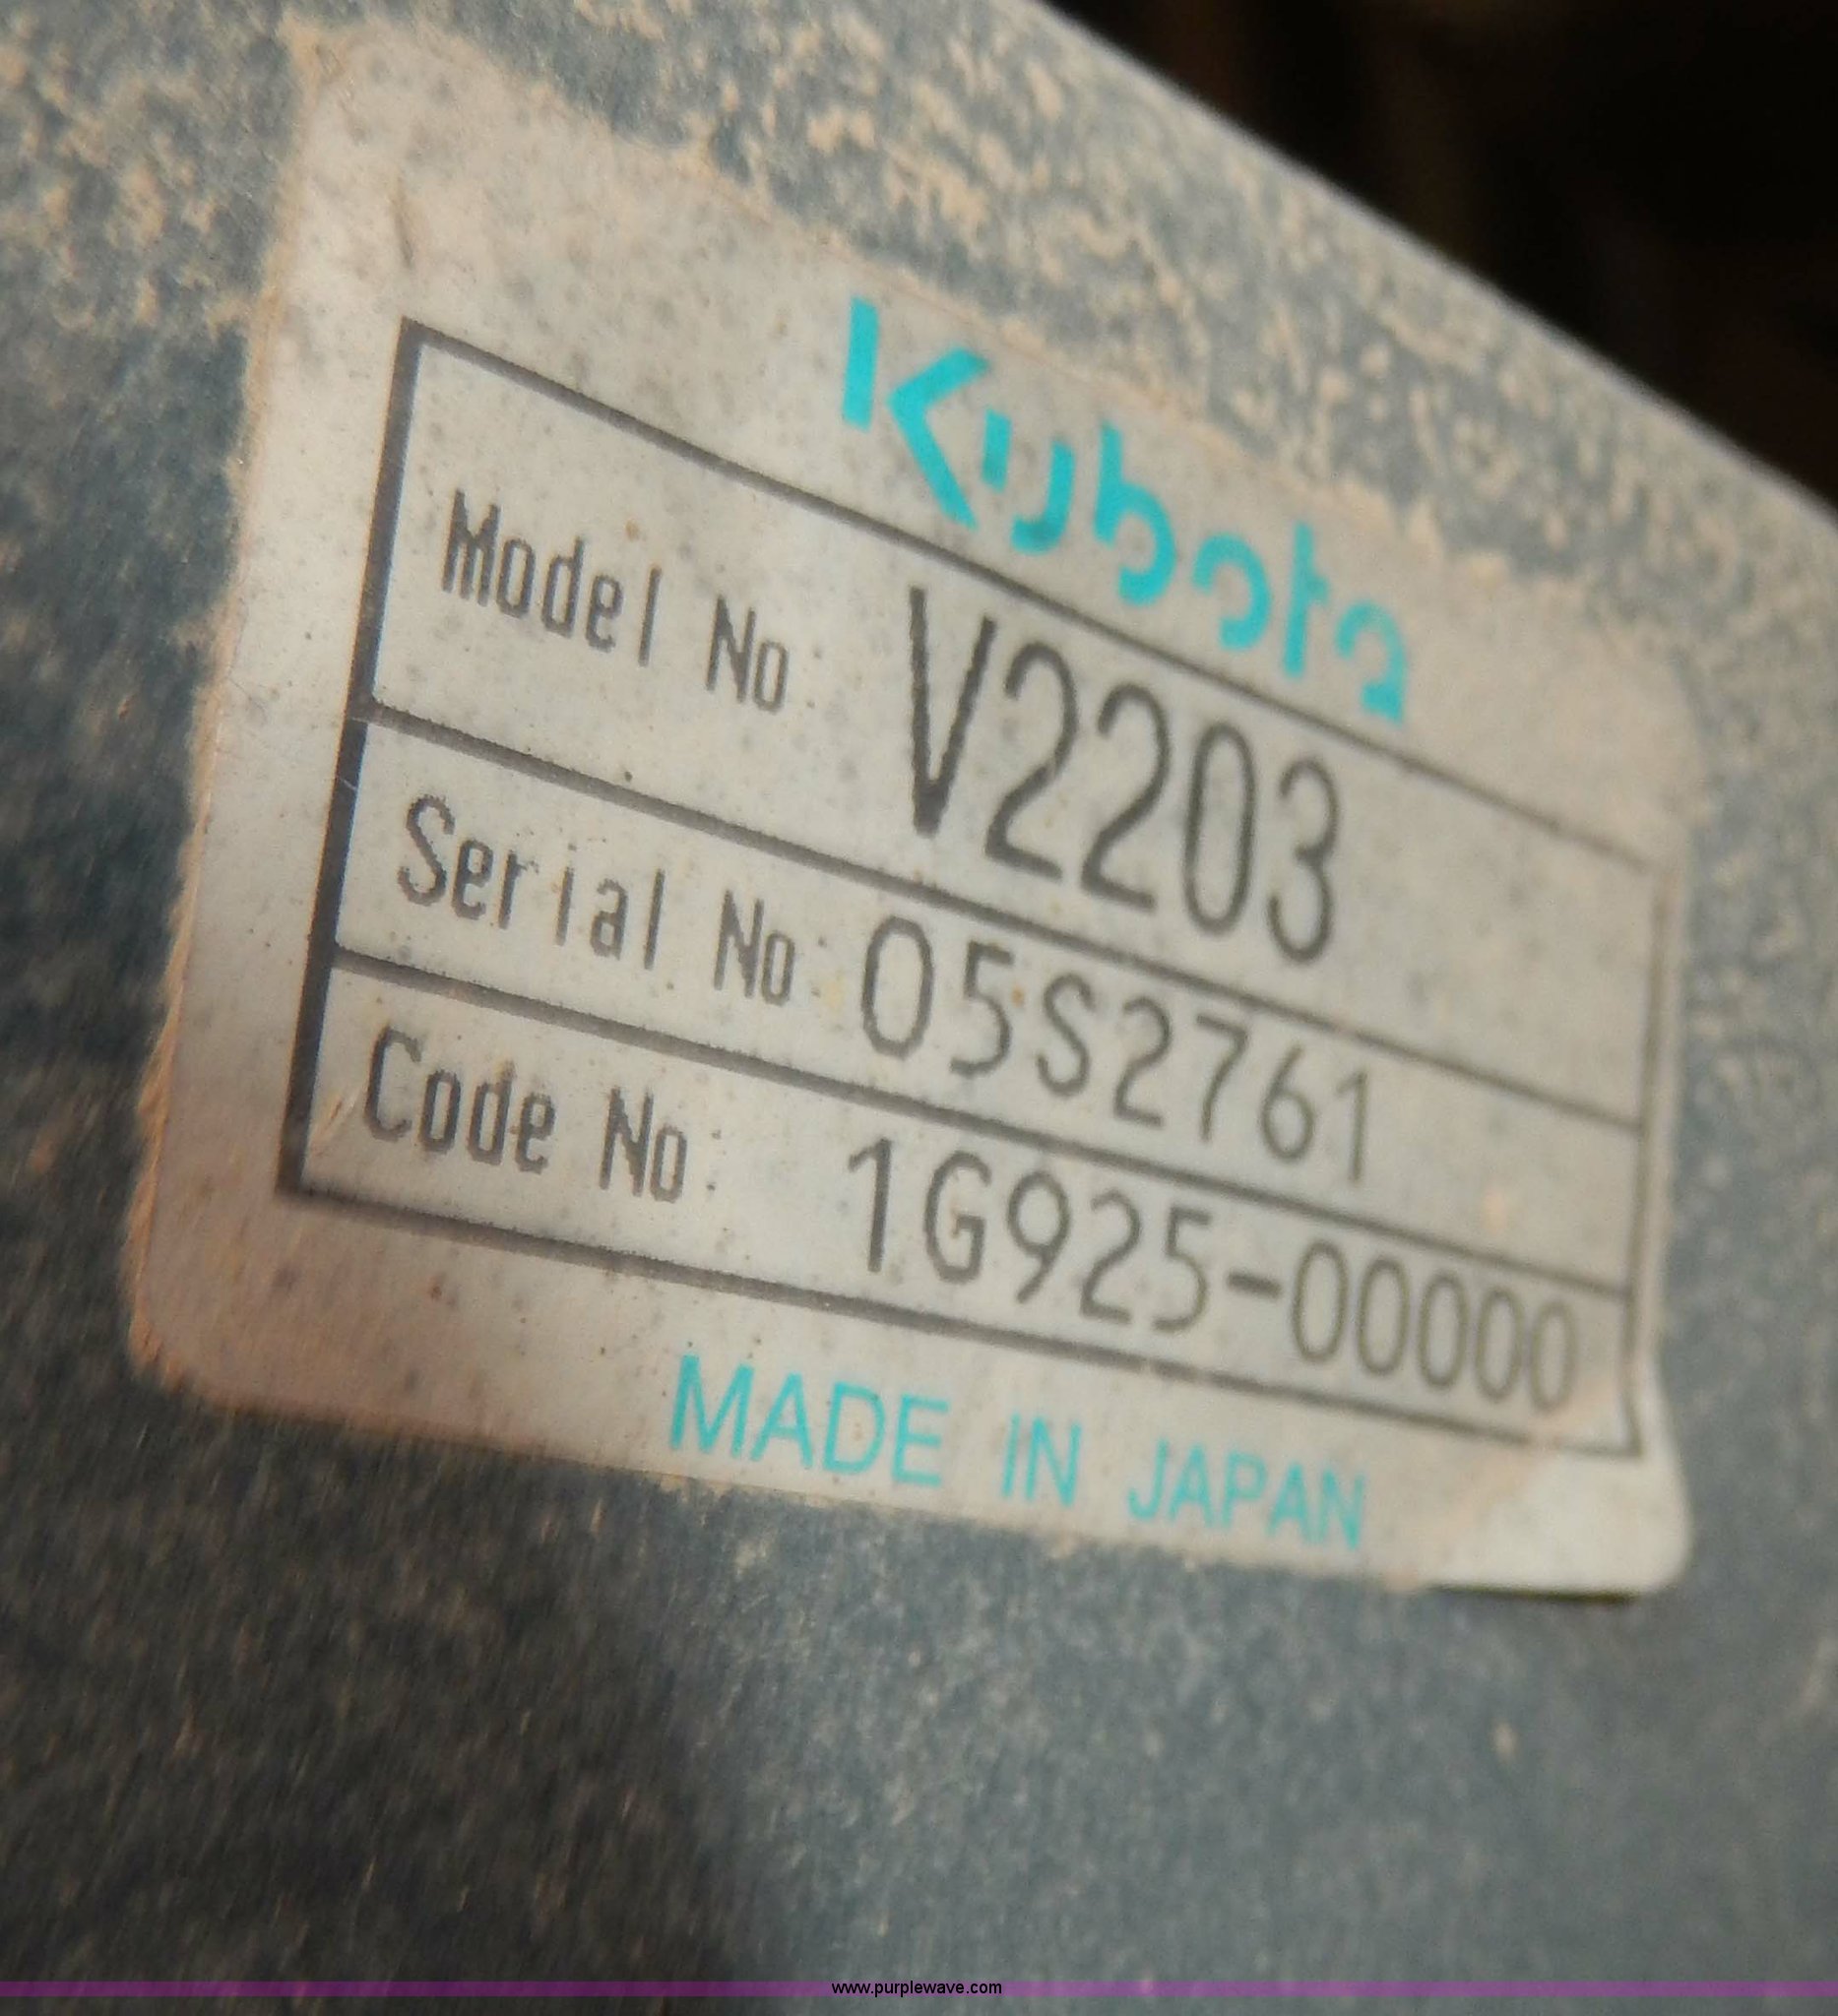 Kubota
Model No: V2203
Serial No: 05S2761
Code No: 1G925-00000
MADE IN JAPAN
www.purplewave.com